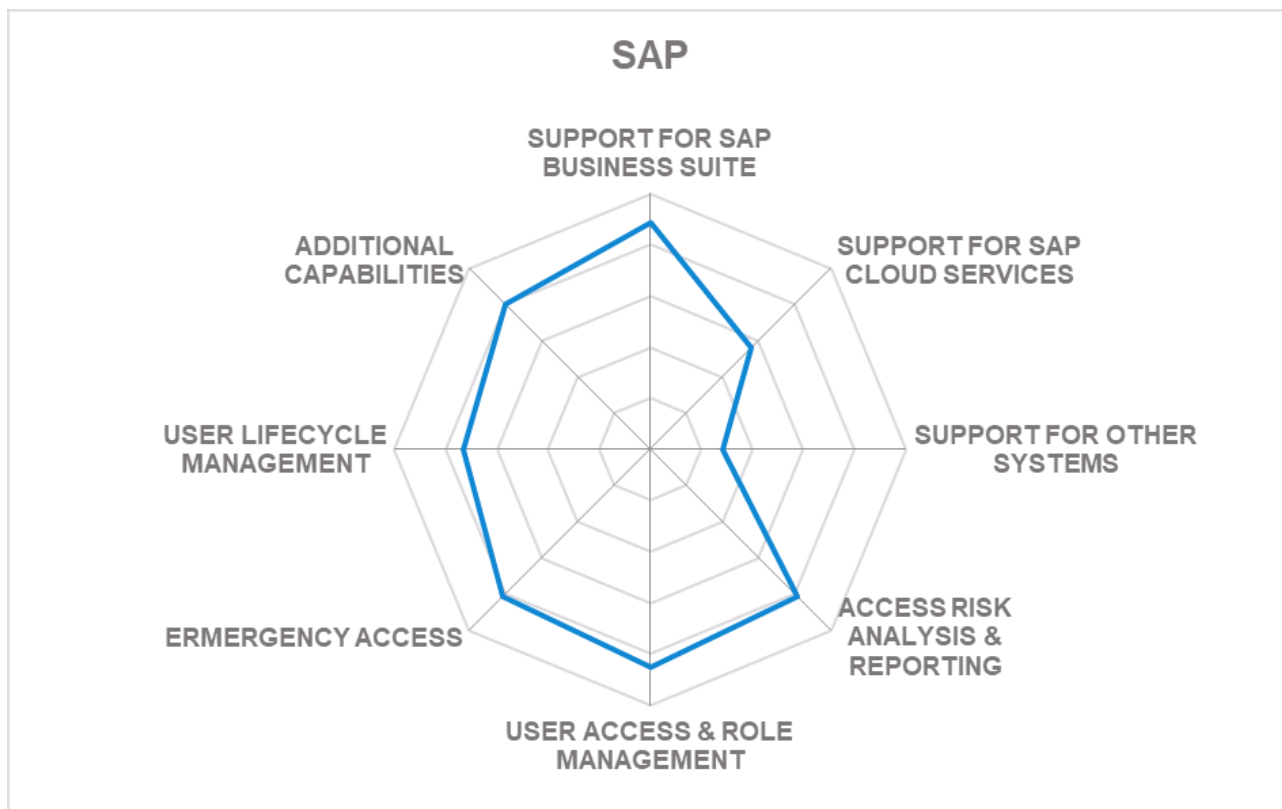 SAP
SUPPORT FOR SAP
BUSINESS SUITE
SUPPORT FOR SAP
CLOUD SERVICES
SUPPORT FOR OTHER
SYSTEMS
ACCESS RISK
ANALYSIS &
REPORTING
USER ACCESS & ROLE
MANAGEMENT
ERMERGENCY ACCESS
USER LIFECYCLE
MANAGEMENT
ADDITIONAL
CAPABILITIES